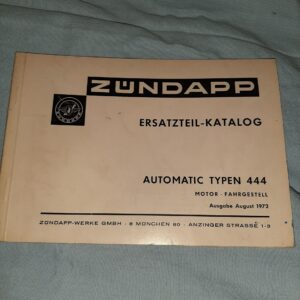 ZÜNDAPP
ERSATZTEIL-KATALOG
AUTOMATIC TYPEN 444
MOTOR · FAHRGESTELL
Ausgabe August 1972
ZÜNDAPP-WERKE GMBH · 8 MÜNCHEN 80 · ANZINGER STRASSE 1-3